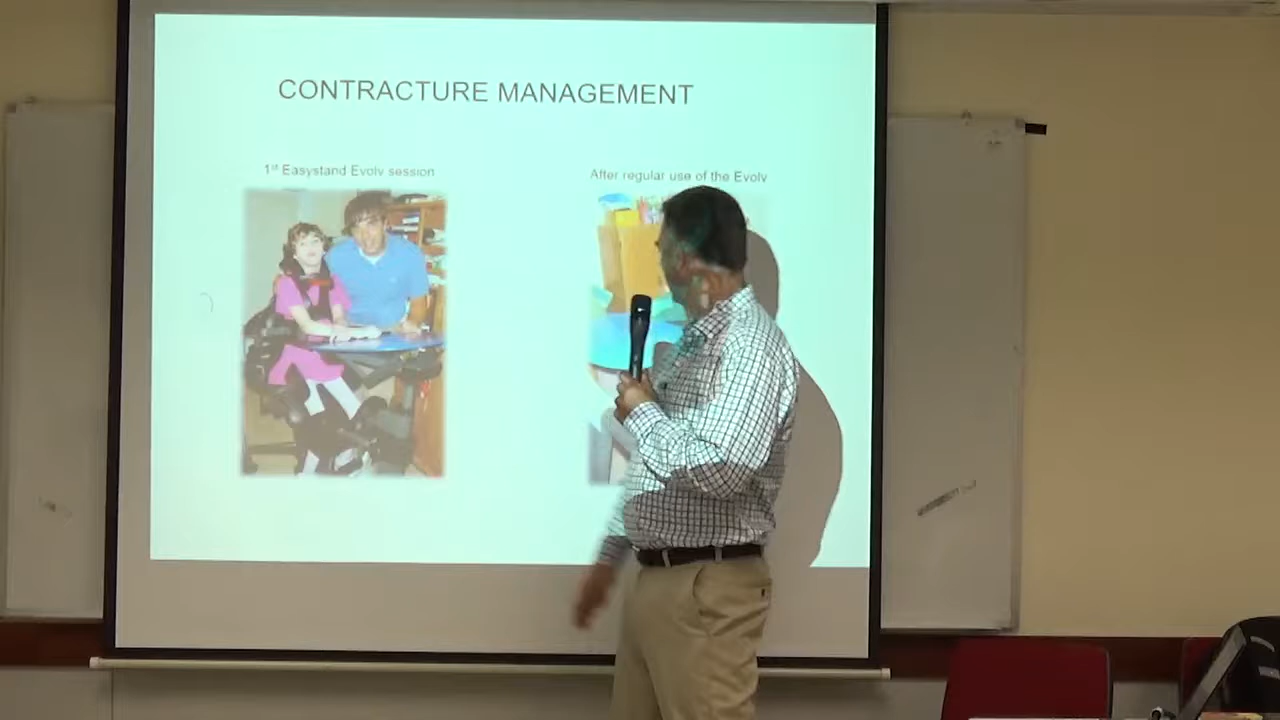 CONTRACTURE MANAGEMENT
1st Easystand Evolv session
After regular use of the Evolv